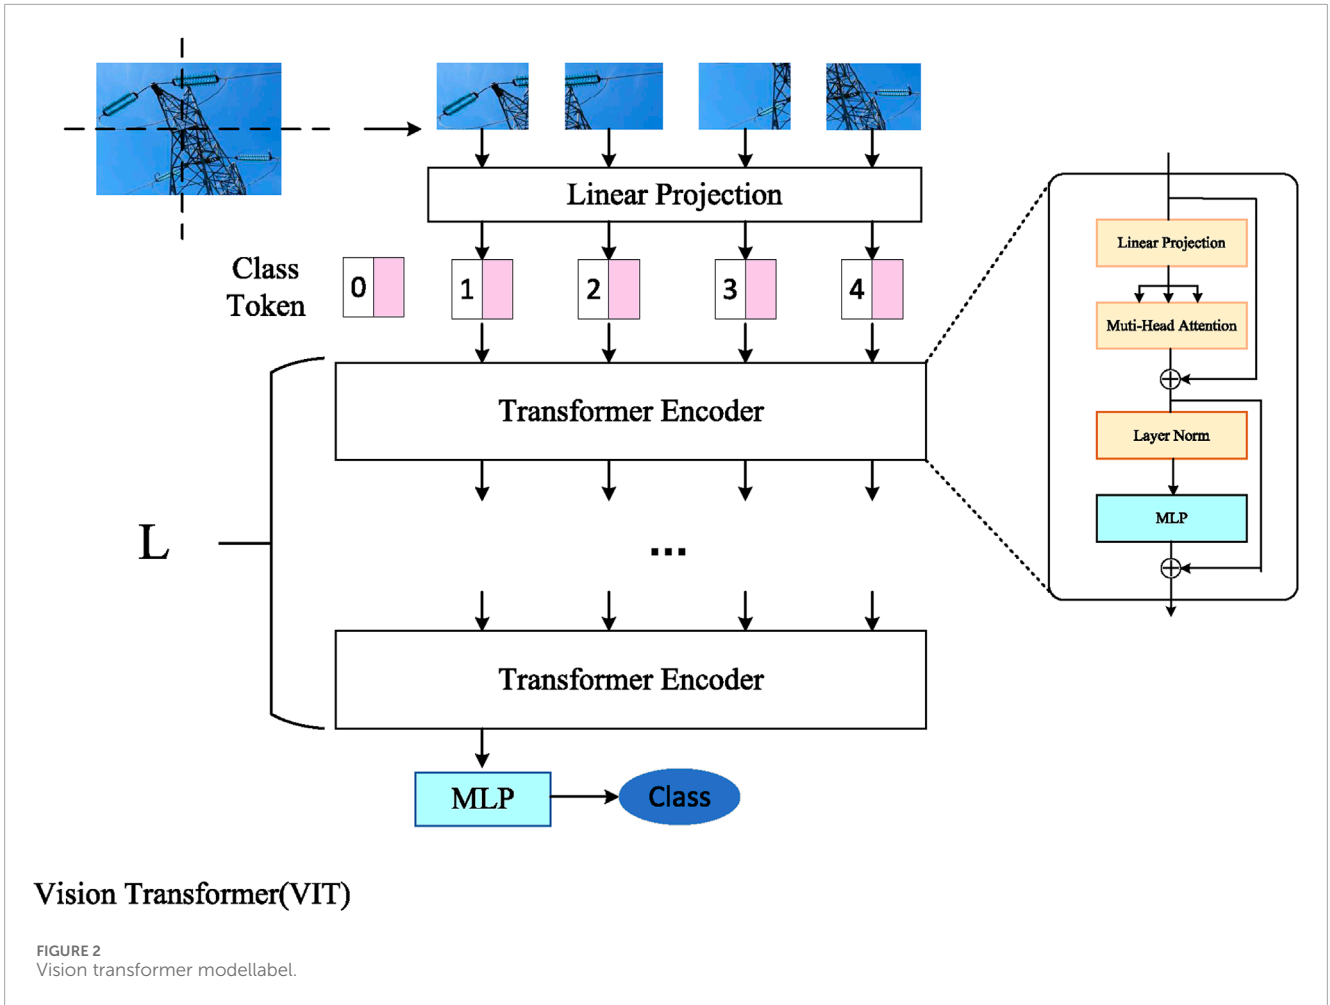 Linear Projection
Class
Token
0
1
2
3
4
Transformer Encoder
L
...
Transformer Encoder
MLP
Class
Linear Projection
Muti-Head Attention
Layer Norm
MLP
Vision Transformer(VIT)
FIGURE 2
Vision transformer modellabel.